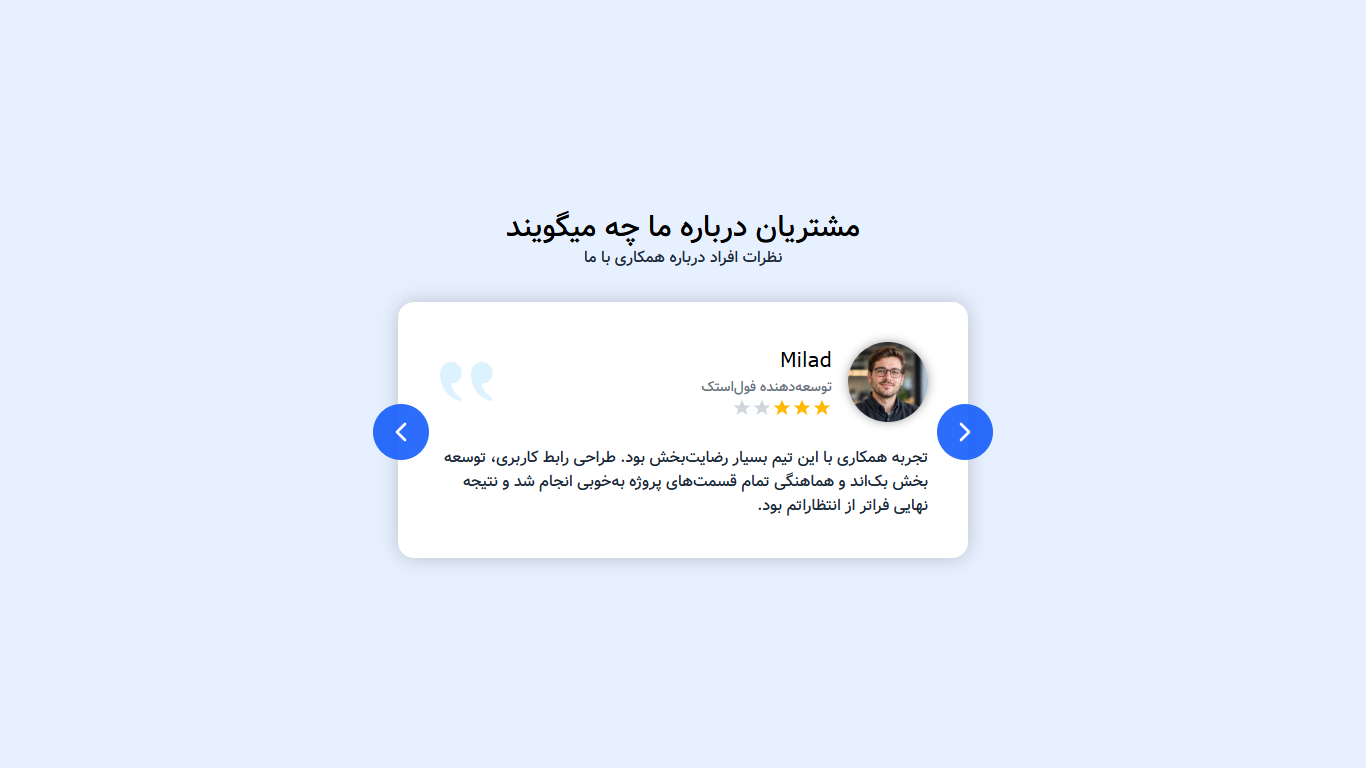 مشتریان درباره ما چه میگویند
نظرات افراد درباره همکاری با ما
Milad
توسعه‌دهنده فول‌استک
تجربه همکاری با این تیم بسیار رضایت‌بخش بود. طراحی رابط کاربری، توسعه
بخش بک‌اند و هماهنگی تمام قسمت‌های پروژه به‌خوبی انجام شد و نتیجه
نهایی فراتر از انتظاراتم بود.